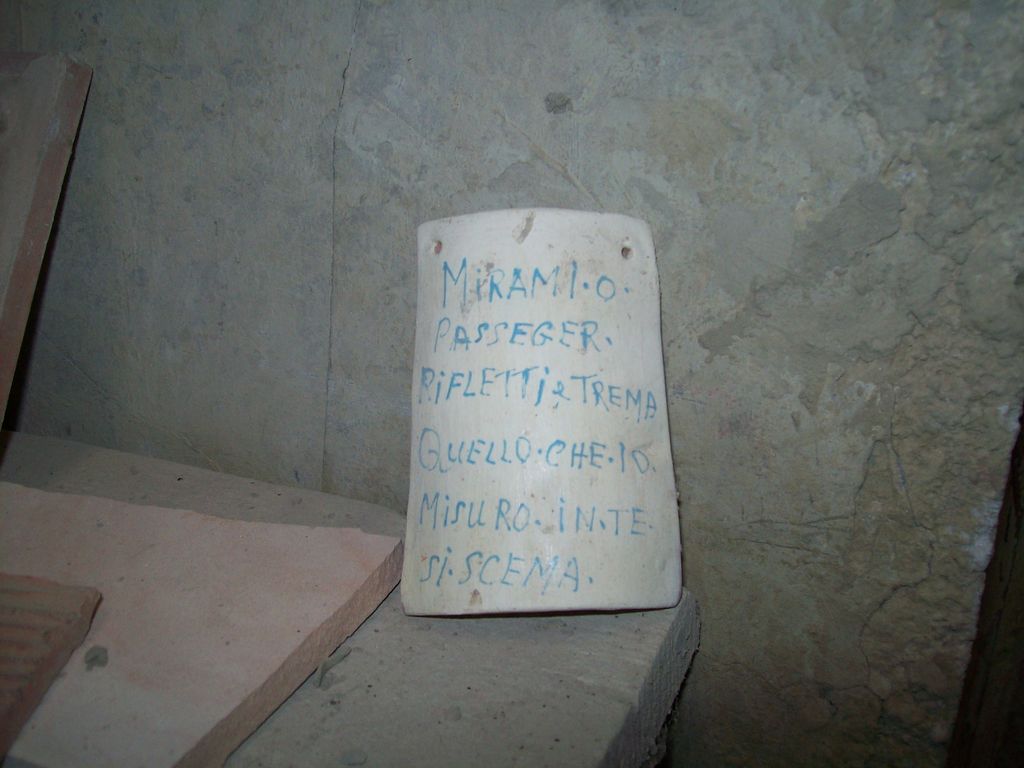 MiRAMI·O·
PASSEGER·
RiFLETTi e TREMA
QUELLO·CHE·IO·
MiSURO·iN·TE·
Si·SCEMA·